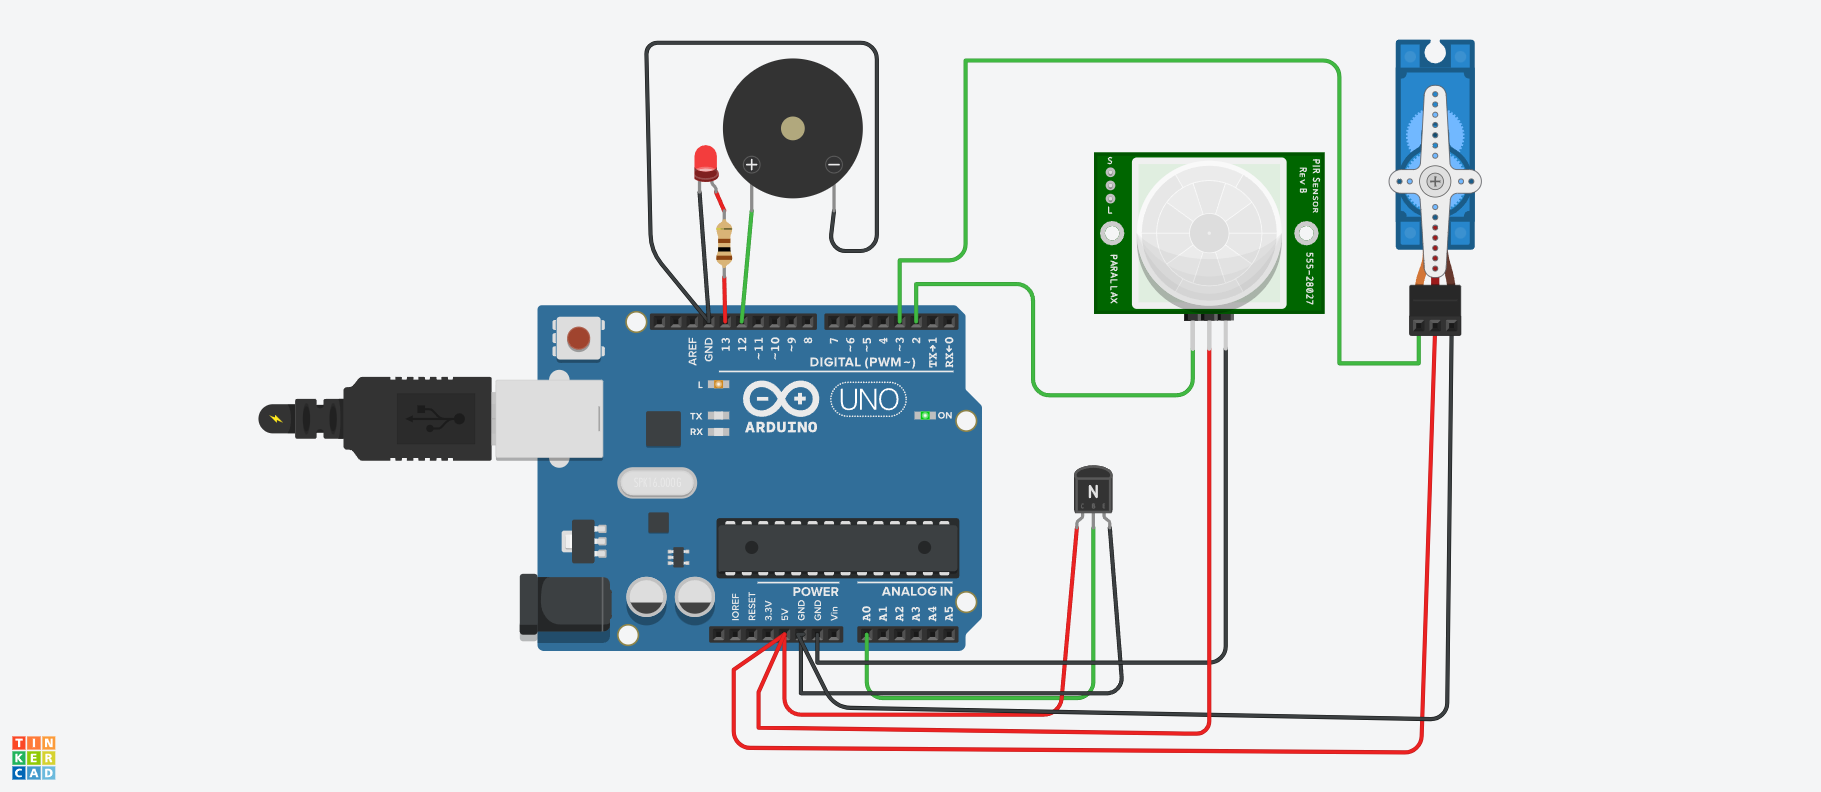 S
L
PARALLAX
PIR SENSOR
REV B
555-28027
+
−
AREF
GND
13
12
~11
~10
~9
8
7
~6
~5
4
~3
2
TX→1
RX←0
DIGITAL (PWM~)
L
TX
RX
ARDUINO
UNO
ON
SPK16.000G
N
C B E
POWER
ANALOG IN
IOREF
RESET
3.3V
5V
GND
GND
Vin
A0
A1
A2
A3
A4
A5
TIN
KER
CAD